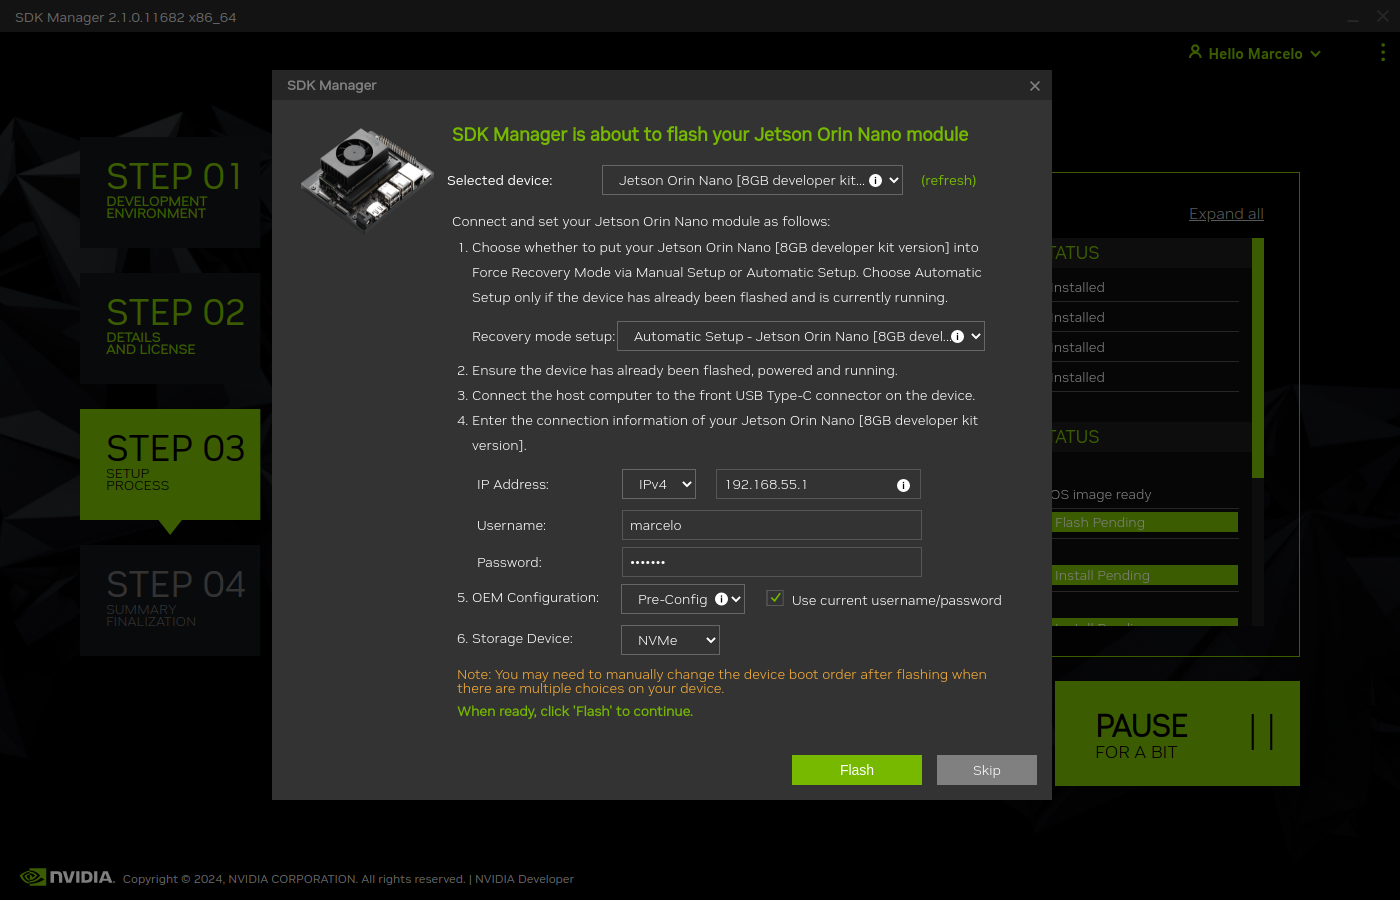 SDK Manager 2.1.0.11682 x86_64
Hello Marcelo
SDK Manager
SDK Manager is about to flash your Jetson Orin Nano module
Selected device:
Jetson Orin Nano [8GB developer kit...
(refresh)
Connect and set your Jetson Orin Nano module as follows:
1. Choose whether to put your Jetson Orin Nano [8GB developer kit version] into
Force Recovery Mode via Manual Setup or Automatic Setup. Choose Automatic
Setup only if the device has already been flashed and is currently running.
Recovery mode setup:
Automatic Setup - Jetson Orin Nano [8GB devel...
2. Ensure the device has already been flashed, powered and running.
3. Connect the host computer to the front USB Type-C connector on the device.
4. Enter the connection information of your Jetson Orin Nano [8GB developer kit
version].
IP Address:
IPv4
192.168.55.1
Username:
marcelo
Password:
•••••••
5. OEM Configuration:
Pre-Config
Use current username/password
6. Storage Device:
NVMe
Note: You may need to manually change the device boot order after flashing when
there are multiple choices on your device.
When ready, click 'Flash' to continue.
Flash
Skip
STEP 01
DEVELOPMENT
ENVIRONMENT
STEP 02
DETAILS
AND LICENSE
STEP 03
SETUP
PROCESS
STEP 04
SUMMARY
FINALIZATION
Expand all
TATUS
Installed
Installed
Installed
Installed
TATUS
OS image ready
Flash Pending
Install Pending
PAUSE
FOR A BIT
NVIDIA.
Copyright © 2024, NVIDIA CORPORATION. All rights reserved. | NVIDIA Developer